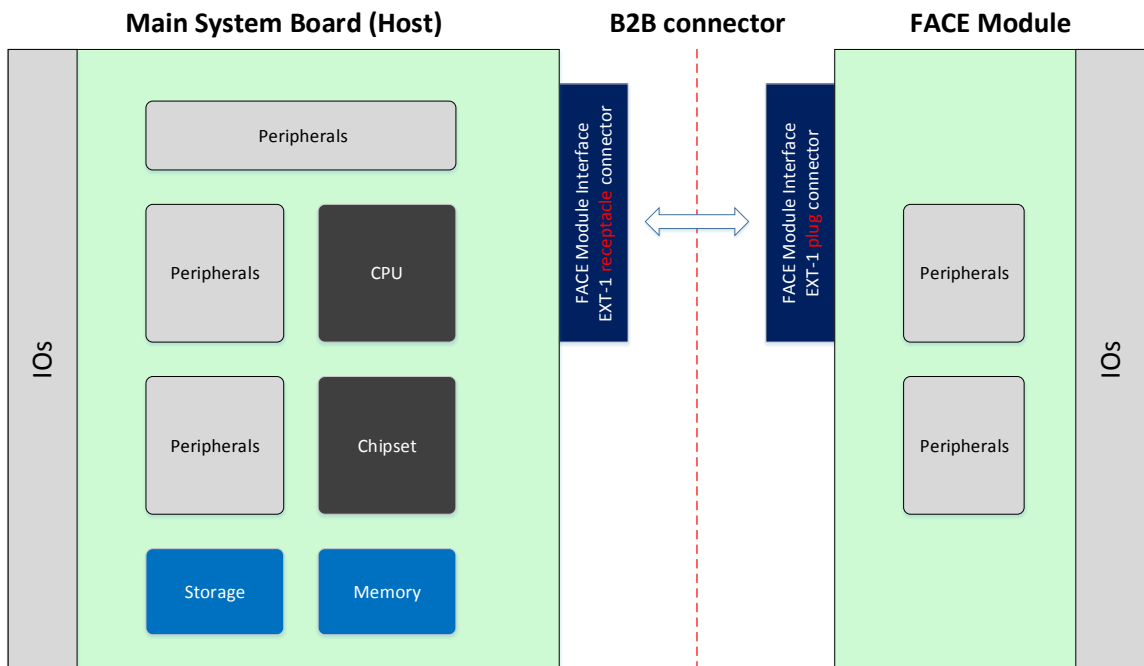 Main System Board (Host)
B2B connector
FACE Module
IOs
Peripherals
Peripherals
CPU
Peripherals
Chipset
Storage
Memory
FACE Module Interface
EXT-1 receptacle connector
FACE Module Interface
EXT-1 plug connector
Peripherals
Peripherals
IOs